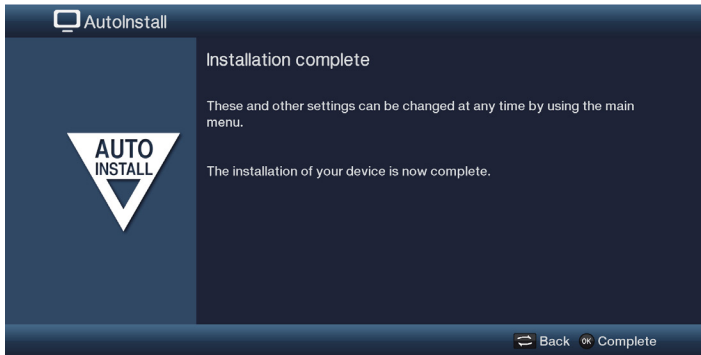 AutoInstall
Installation complete
These and other settings can be changed at any time by using the main
menu.
AUTO
INSTALL
The installation of your device is now complete.
Back OK Complete